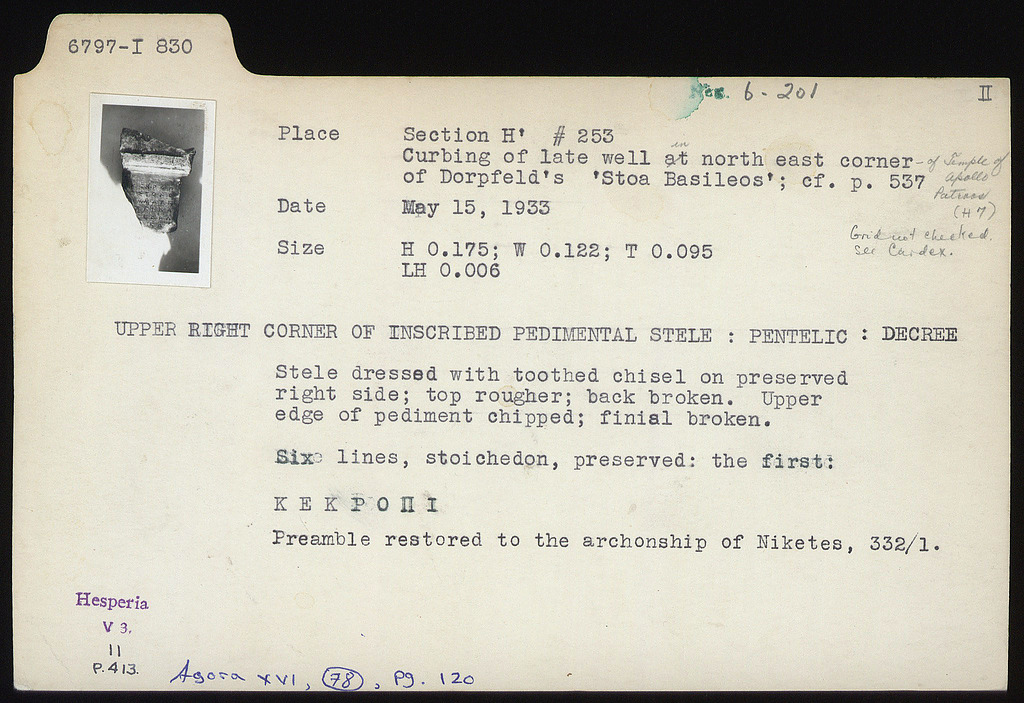 6797-I 830
Neg. 6-201
II
Place Section H' # 253
Curbing of late well at in north east corner - of Temple of
of Dorpfeld's 'Stoa Basileos'; cf. p. 537 Apollo
Patroos
(H 7)
Date May 15, 1933
Grid not checked.
See Cardex.
Size H 0.175; W 0.122; T 0.095
LH 0.006
UPPER RIGHT CORNER OF INSCRIBED PEDIMENTAL STELE : PENTELIC : DECREE
Stele dressed with toothed chisel on preserved
right side; top rougher; back broken. Upper
edge of pediment chipped; finial broken.
Six lines, stoichedon, preserved: the first:
Κ Ε Κ Ρ Ο Π Ι
Preamble restored to the archonship of Niketes, 332/1.
Hesperia
V 3.
11
P. 413.
Agora XVI, 78, pg. 120